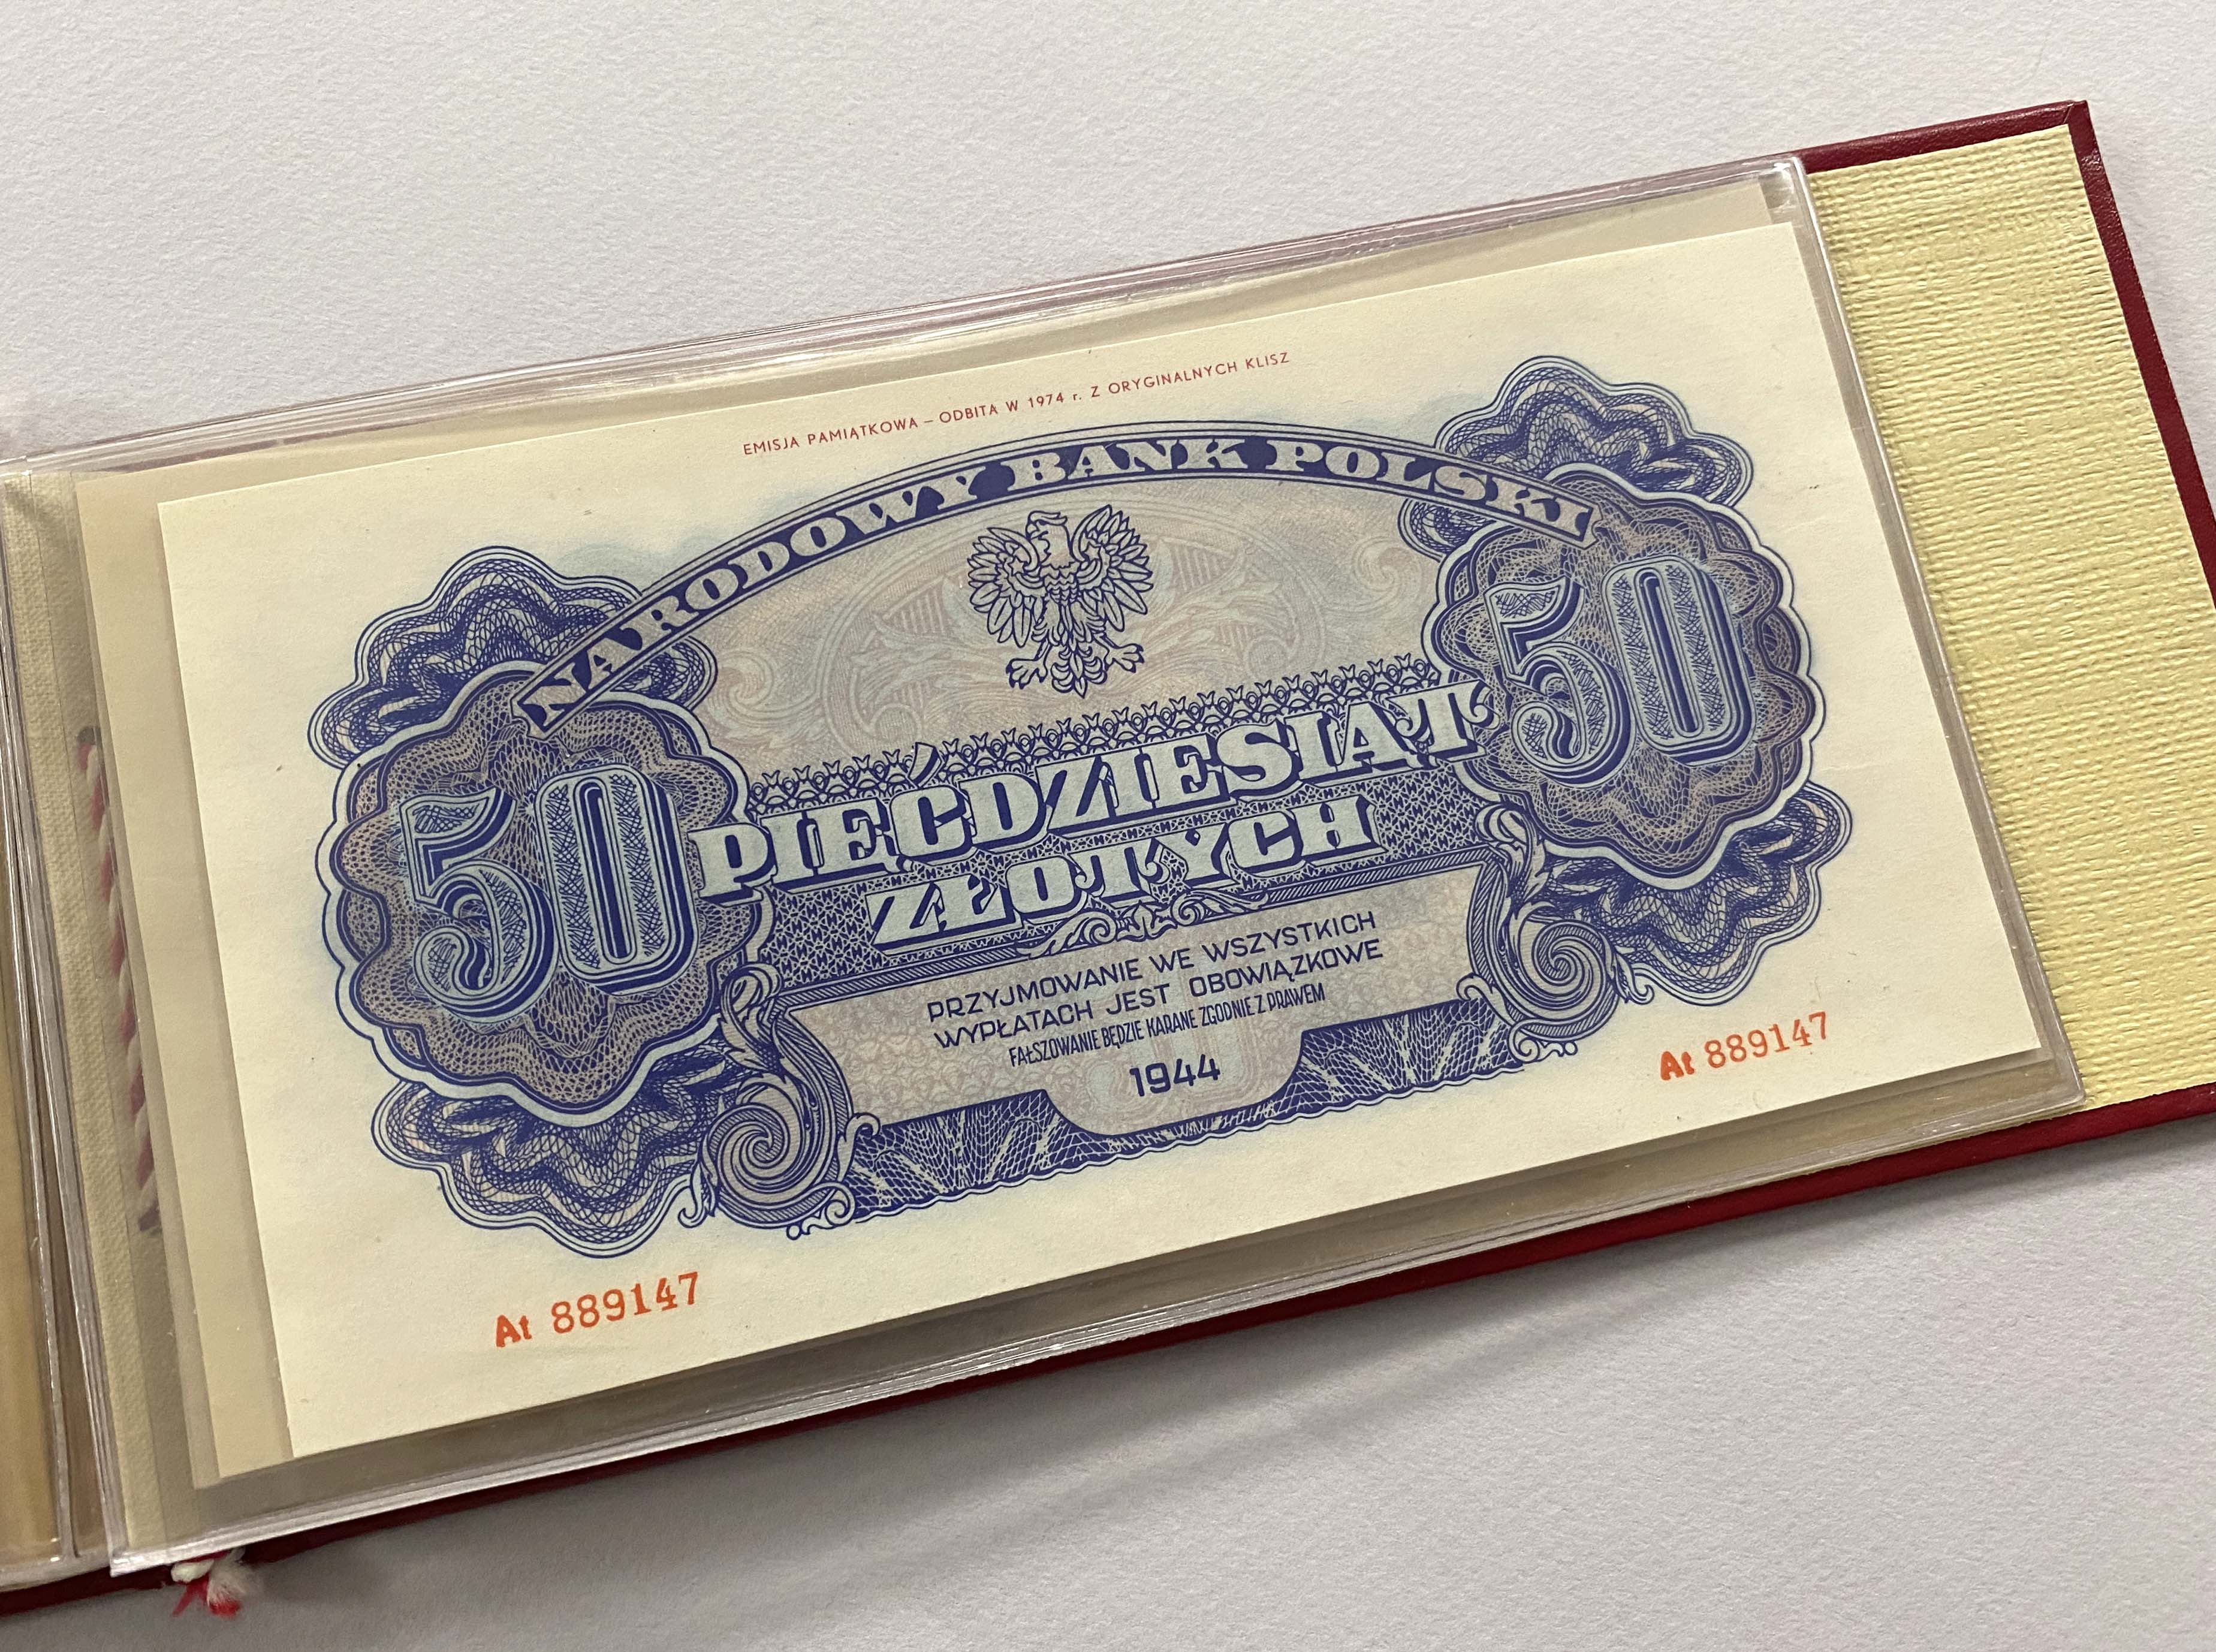 EMISJA PAMIĄTKOWA – ODBITA W 1974 r. Z ORYGINALNYCH KLISZ
NARODOWY BANK POLSKI
50
50
PIĘĆDZIESIĄT
ZŁOTYCH
PRZYJMOWANIE WE WSZYSTKICH
WYPŁATACH JEST OBOWIĄZKOWE
FAŁSZOWANIE BĘDZIE KARANE ZGODNIE Z PRAWEM
1944
At 889147
At 889147